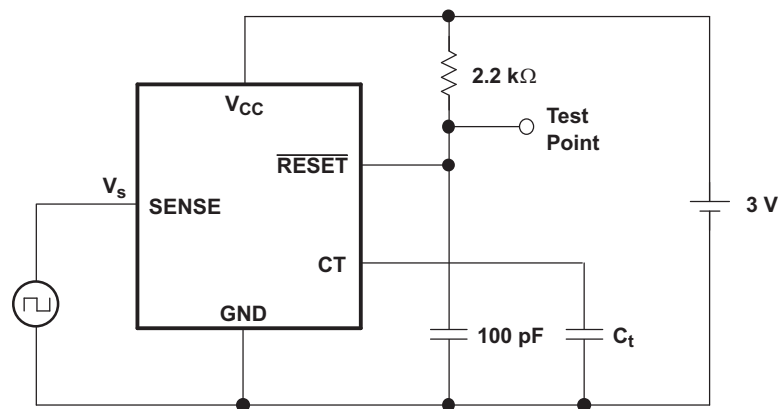 2.2 kΩ
VCC
Test
Point
RESET
Vs
SENSE
3 V
CT
GND
100 pF
Ct